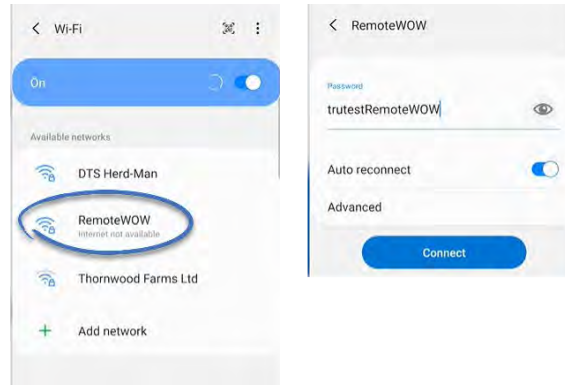 Wi-Fi
On
Available networks
DTS Herd-Man
RemoteWOW
Internet not available
Thornwood Farms Ltd
Add network
RemoteWOW
Password
trutestRemoteWOW
Auto reconnect
Advanced
Connect